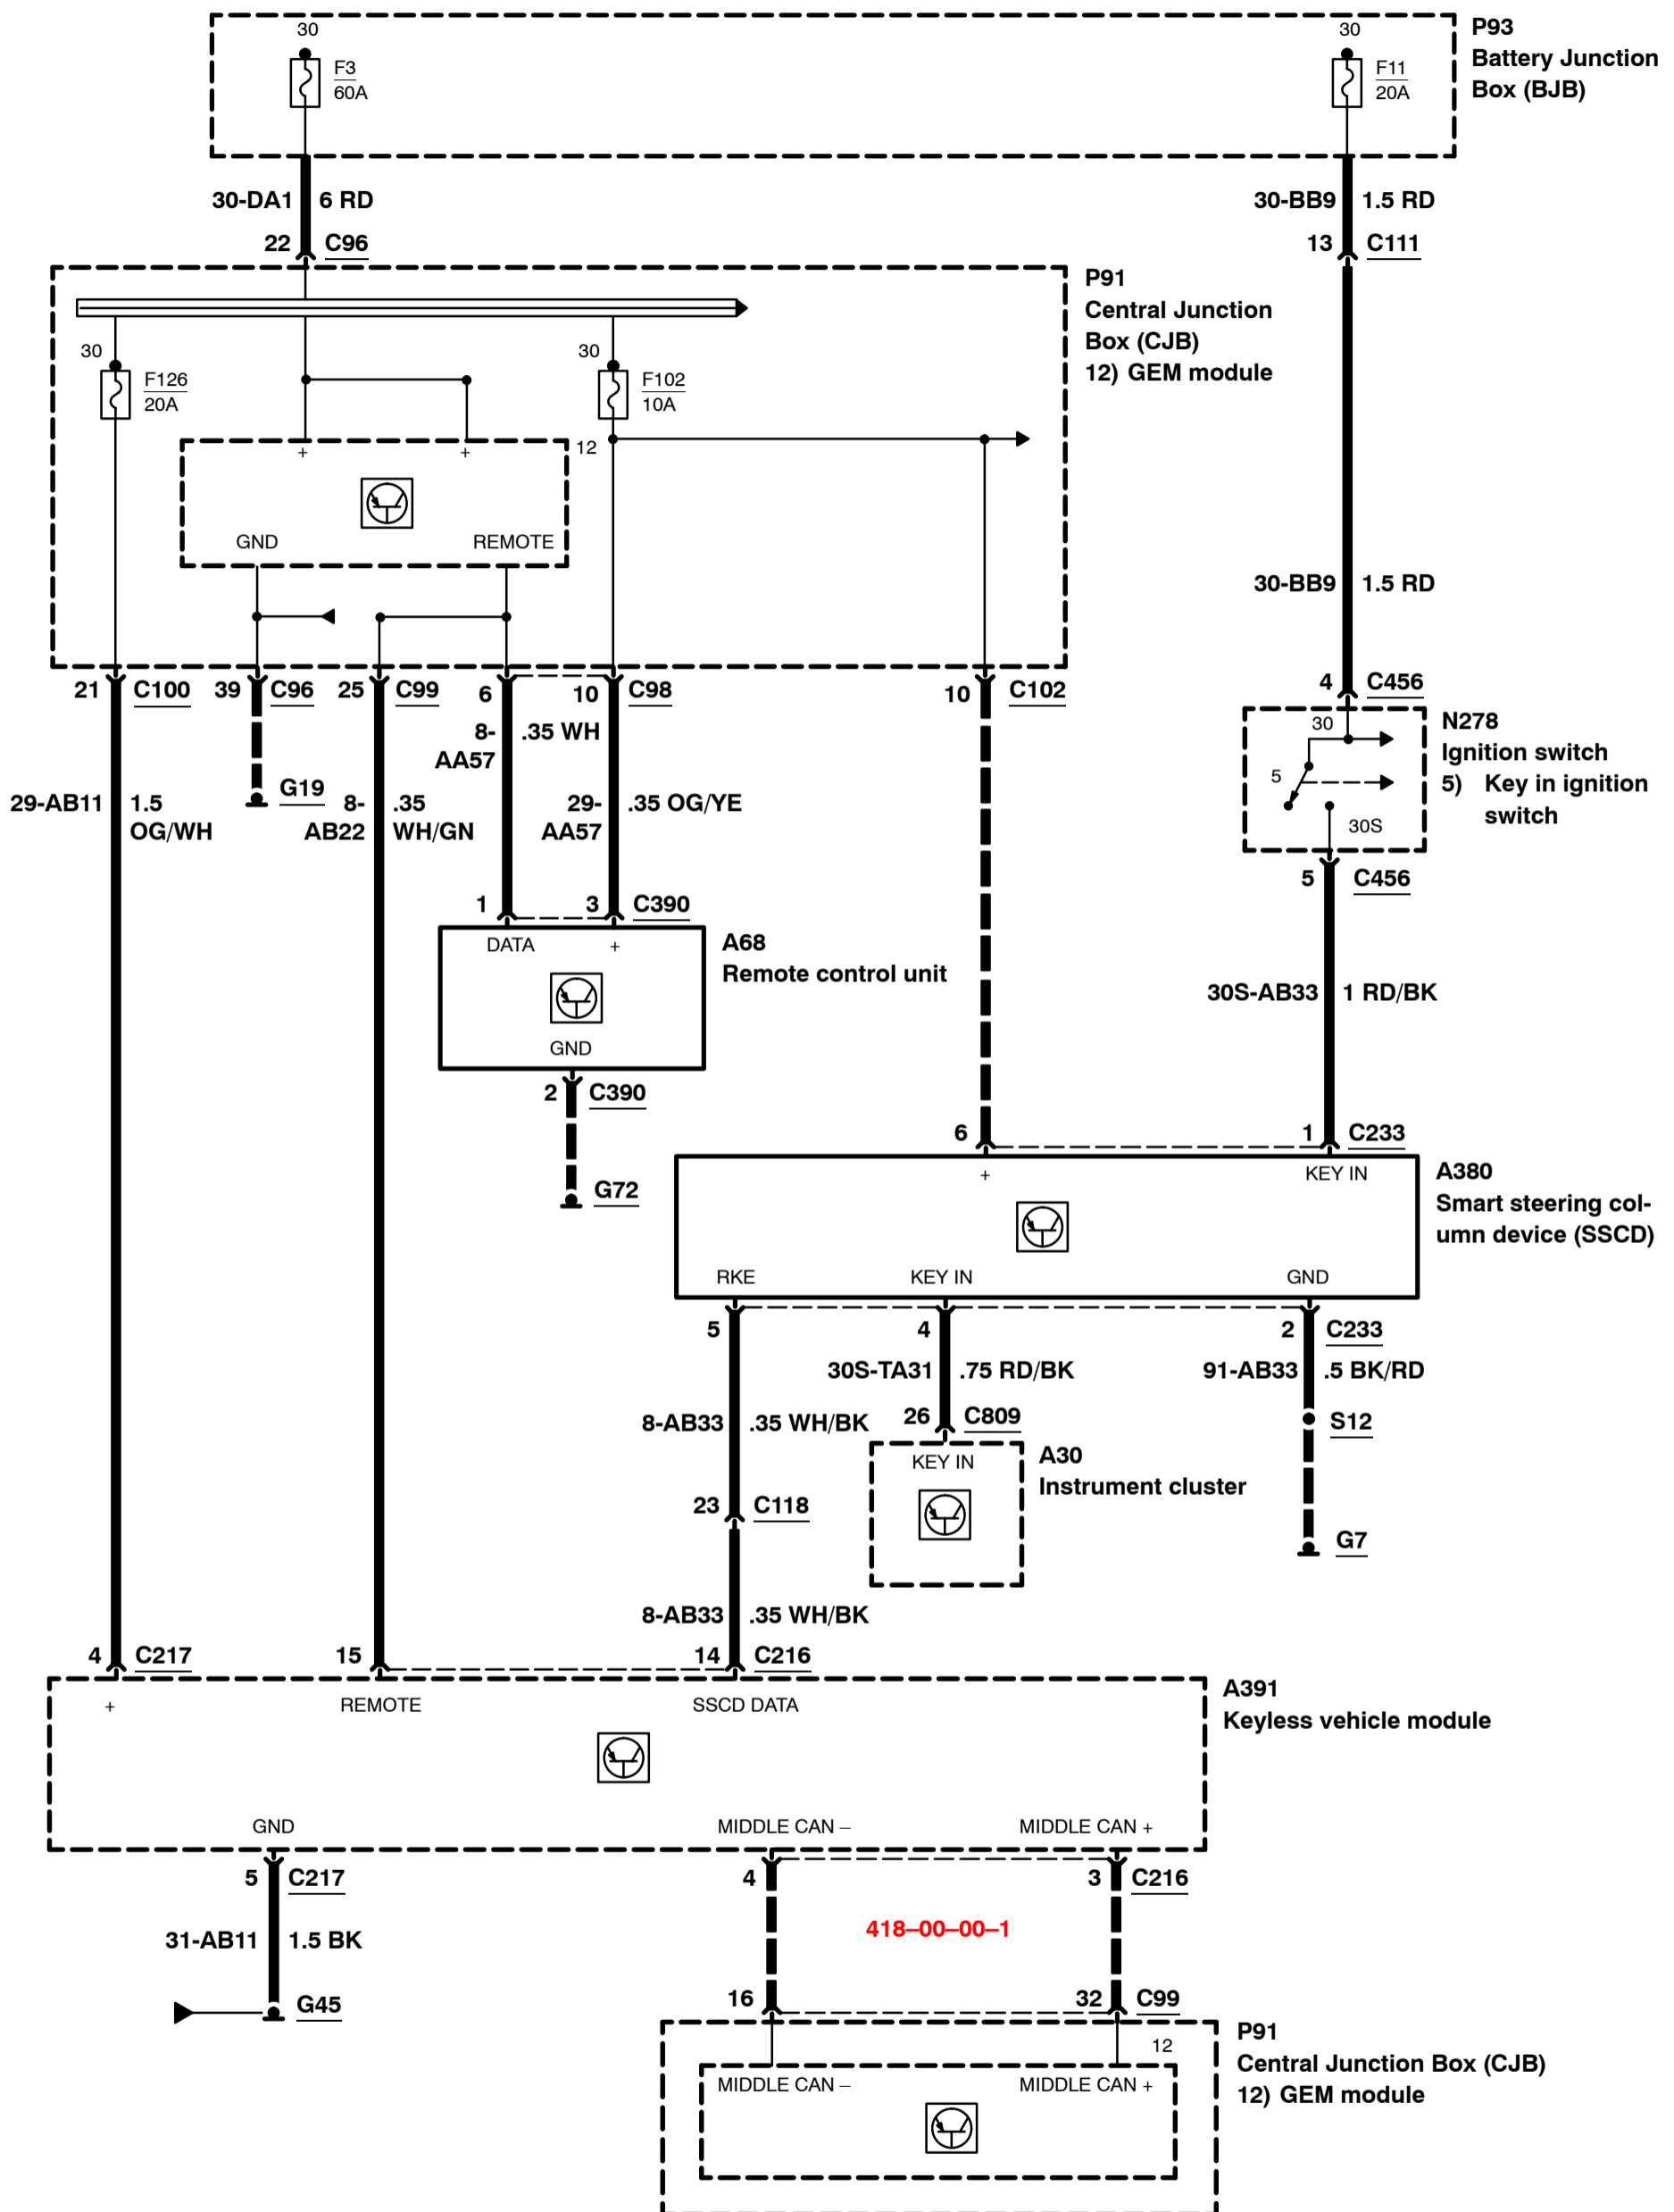 30
30
P93
Battery Junction
Box (BJB)
F3
60A
F11
20A
30-DA1 6 RD
30-BB9 1.5 RD
22 C96
13 C111
P91
Central Junction
Box (CJB)
12) GEM module
30
30
F126
20A
F102
10A
12
+ +
GND REMOTE
30-BB9 1.5 RD
21 C100 39 C96 25 C99 6 10 C98 10 C102
4 C456
30
N278
Ignition switch
5) Key in ignition
switch
5
30S
8-
AA57
.35 WH
G19
29-AB11 1.5
OG/WH
8-
AB22
.35
WH/GN
29-
AA57
.35 OG/YE
5 C456
1 3 C390
DATA +
GND
A68
Remote control unit
30S-AB33 1 RD/BK
2 C390
G72
6 1 C233
+ KEY IN
RKE KEY IN GND
A380
Smart steering col-
umn device (SSCD)
5 4 2 C233
30S-TA31 .75 RD/BK
91-AB33 .5 BK/RD
8-AB33 .35 WH/BK
26 C809
S12
KEY IN
A30
Instrument cluster
23 C118
G7
8-AB33 .35 WH/BK
4 C217 15 14 C216
+ REMOTE SSCD DATA
A391
Keyless vehicle module
GND MIDDLE CAN – MIDDLE CAN +
5 C217 4 3 C216
31-AB11 1.5 BK
418–00–00–1
G45
16 32 C99
12
P91
Central Junction Box (CJB)
12) GEM module
MIDDLE CAN – MIDDLE CAN +